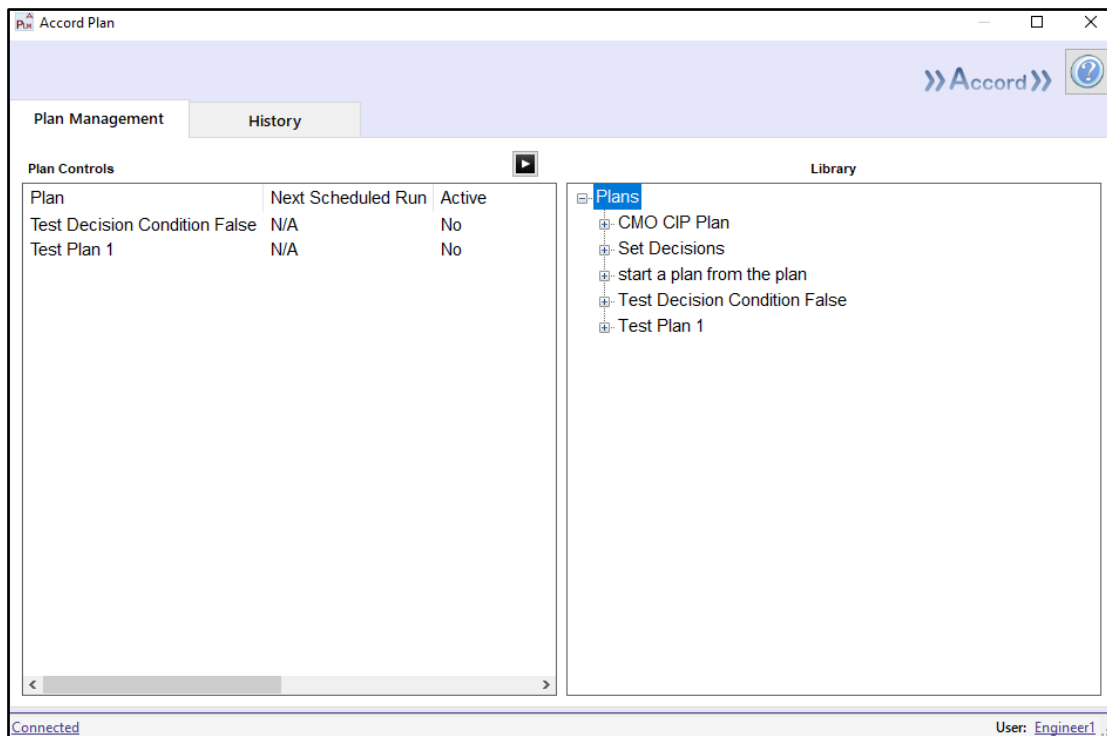 PLM Accord Plan
»Accord» ?
Plan Management History
Plan Controls
Plan Next Scheduled Run Active
Test Decision Condition False N/A No
Test Plan 1 N/A No
Library
Plans
CMO CIP Plan
Set Decisions
start a plan from the plan
Test Decision Condition False
Test Plan 1
Connected User: Engineer1